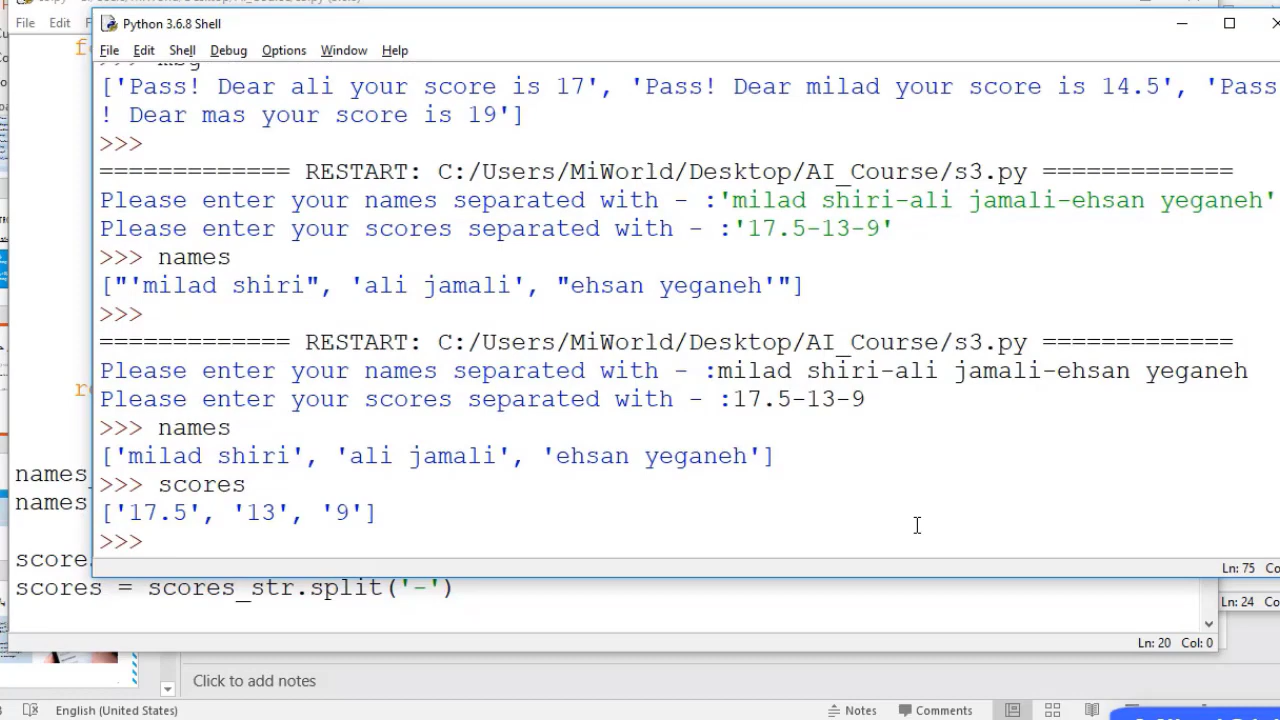 File Edit
Python 3.6.8 Shell
File Edit Shell Debug Options Window Help
['Pass! Dear ali your score is 17', 'Pass! Dear milad your score is 14.5', 'Pass
! Dear mas your score is 19']
>>>
============= RESTART: C:/Users/MiWorld/Desktop/AI_Course/s3.py =============
Please enter your names separated with - :'milad shiri-ali jamali-ehsan yeganeh'
Please enter your scores separated with - :'17.5-13-9'
>>> names
["'milad shiri", 'ali jamali', "ehsan yeganeh'"]
>>>
============= RESTART: C:/Users/MiWorld/Desktop/AI_Course/s3.py =============
Please enter your names separated with - :milad shiri-ali jamali-ehsan yeganeh
Please enter your scores separated with - :17.5-13-9
>>> names
['milad shiri', 'ali jamali', 'ehsan yeganeh']
>>> scores
['17.5', '13', '9']
>>>
Ln: 75 Co
names
names
score
scores = scores_str.split('-')
Ln: 24 Co
Ln: 20 Col: 0
Click to add notes
English (United States) Notes Comments